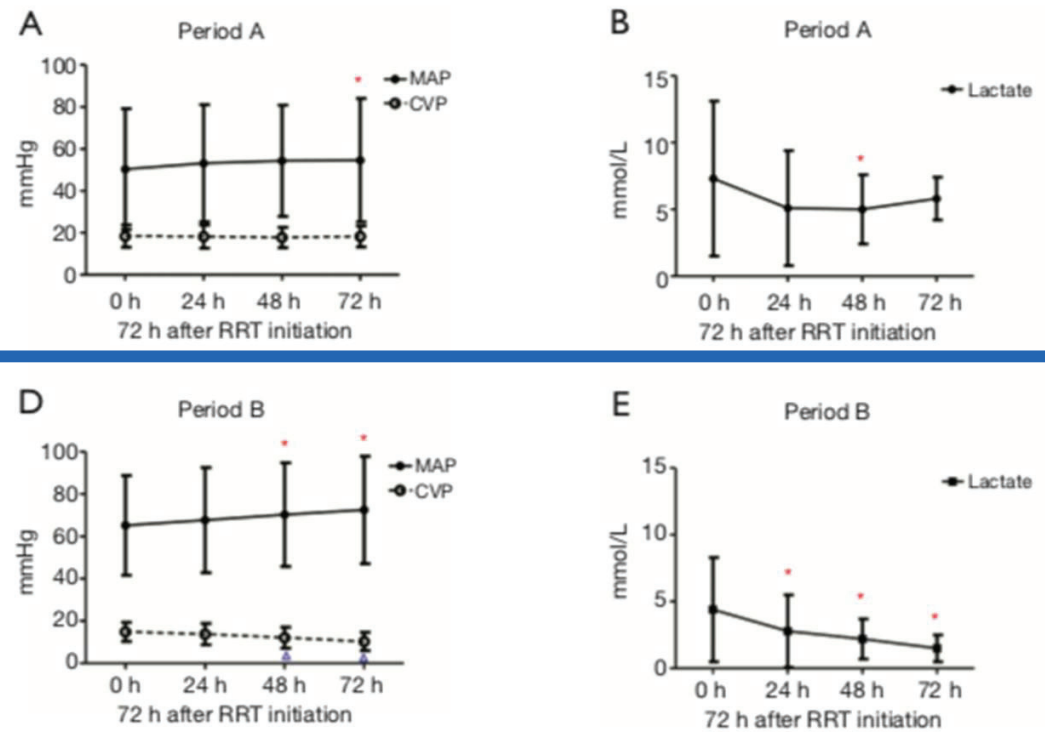 A
Period A
100
80
60
40
20
0
mmHg
*
MAP
CVP
0 h 24 h 48 h 72 h
72 h after RRT initiation
B
Period A
15
10
5
0
mmol/L
*
Lactate
0 h 24 h 48 h 72 h
72 h after RRT initiation
D
Period B
100
80
60
40
20
0
mmHg
* *
MAP
CVP
0 h 24 h 48 h 72 h
72 h after RRT initiation
E
Period B
15
10
5
0
mmol/L
* * *
Lactate
0 h 24 h 48 h 72 h
72 h after RRT initiation